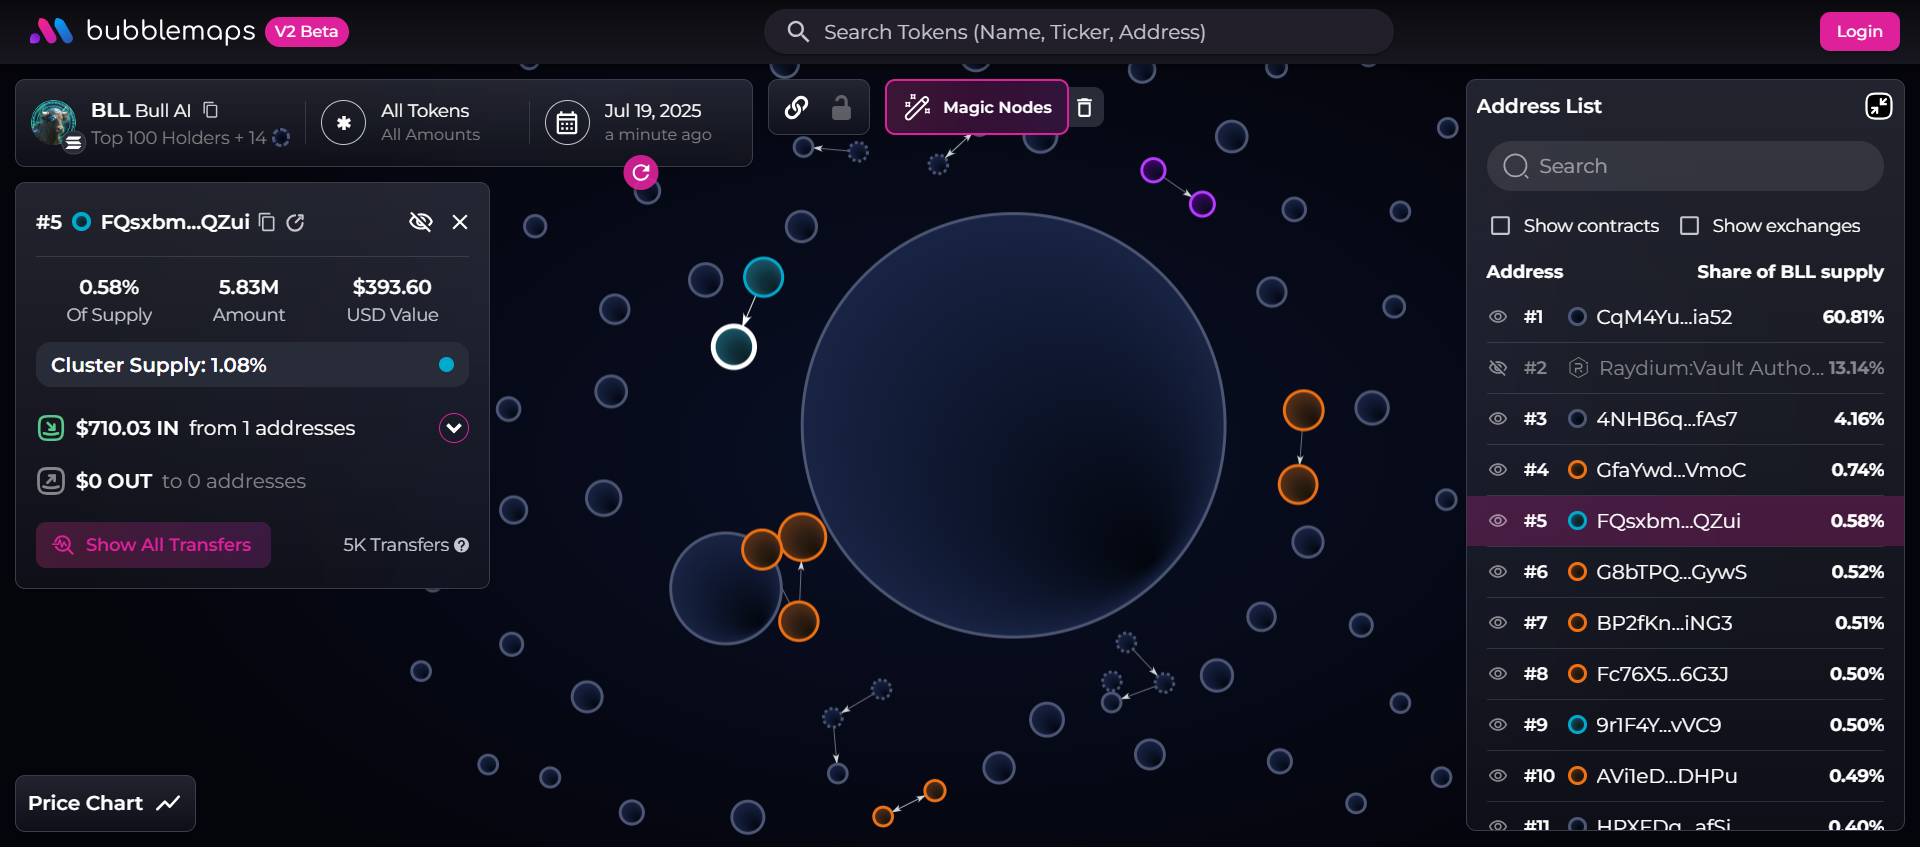 bubblemaps V2 Beta
Search Tokens (Name, Ticker, Address)
Login
BLL Bull AI
Top 100 Holders + 14
All Tokens
All Amounts
Jul 19, 2025
a minute ago
Magic Nodes
#5 FQsxbm...QZui
0.58% 5.83M $393.60
Of Supply Amount USD Value
Cluster Supply: 1.08%
$710.03 IN from 1 addresses
$0 OUT to 0 addresses
Show All Transfers 5K Transfers ?
Price Chart
Address List
Search
Show contracts Show exchanges
Address Share of BLL supply
#1 CqM4Yu...ia52 60.81%
#2 Raydium:Vault Autho... 13.14%
#3 4NHB6q...fAs7 4.16%
#4 GfaYwd...VmoC 0.74%
#5 FQsxbm...QZui 0.58%
#6 G8bTPQ...GywS 0.52%
#7 BP2fKn...iNG3 0.51%
#8 Fc76X5...6G3J 0.50%
#9 9r1F4Y...vVC9 0.50%
#10 AVi1eD...DHPu 0.49%
#11 0.40%